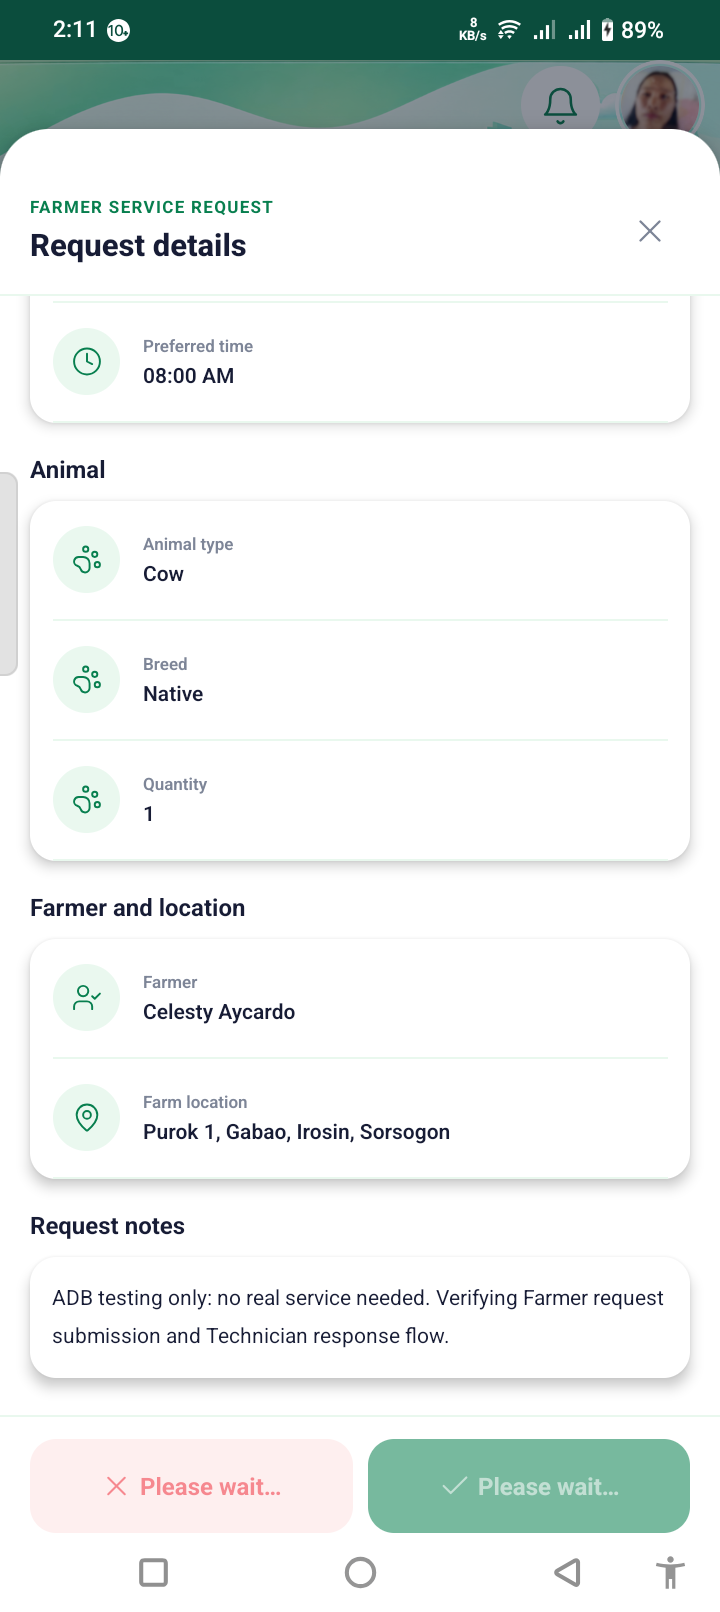 2:11
10.
8
KB/s
89%
FARMER SERVICE REQUEST
Request details
Preferred time
08:00 AM
Animal
Animal type
Cow
Breed
Native
Quantity
1
Farmer and location
Farmer
Celesty Aycardo
Farm location
Purok 1, Gabao, Irosin, Sorsogon
Request notes
ADB testing only: no real service needed. Verifying Farmer request
submission and Technician response flow.
Please wait...
Please wait...